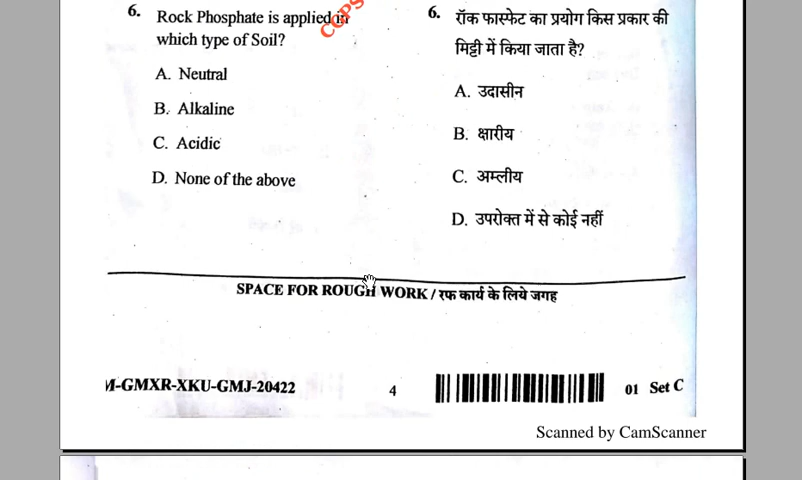 6. Rock Phosphate is applied in
which type of Soil?
A. Neutral
B. Alkaline
C. Acidic
D. None of the above
6. रॉक फास्फेट का प्रयोग किस प्रकार की
मिट्टी में किया जाता है?
A. उदासीन
B. क्षारीय
C. अम्लीय
D. उपरोक्त में से कोई नहीं
SPACE FOR ROUGH WORK / रफ कार्य के लिये जगह
M-GMXR-XKU-GMJ-20422
4
01 Set C
Scanned by CamScanner